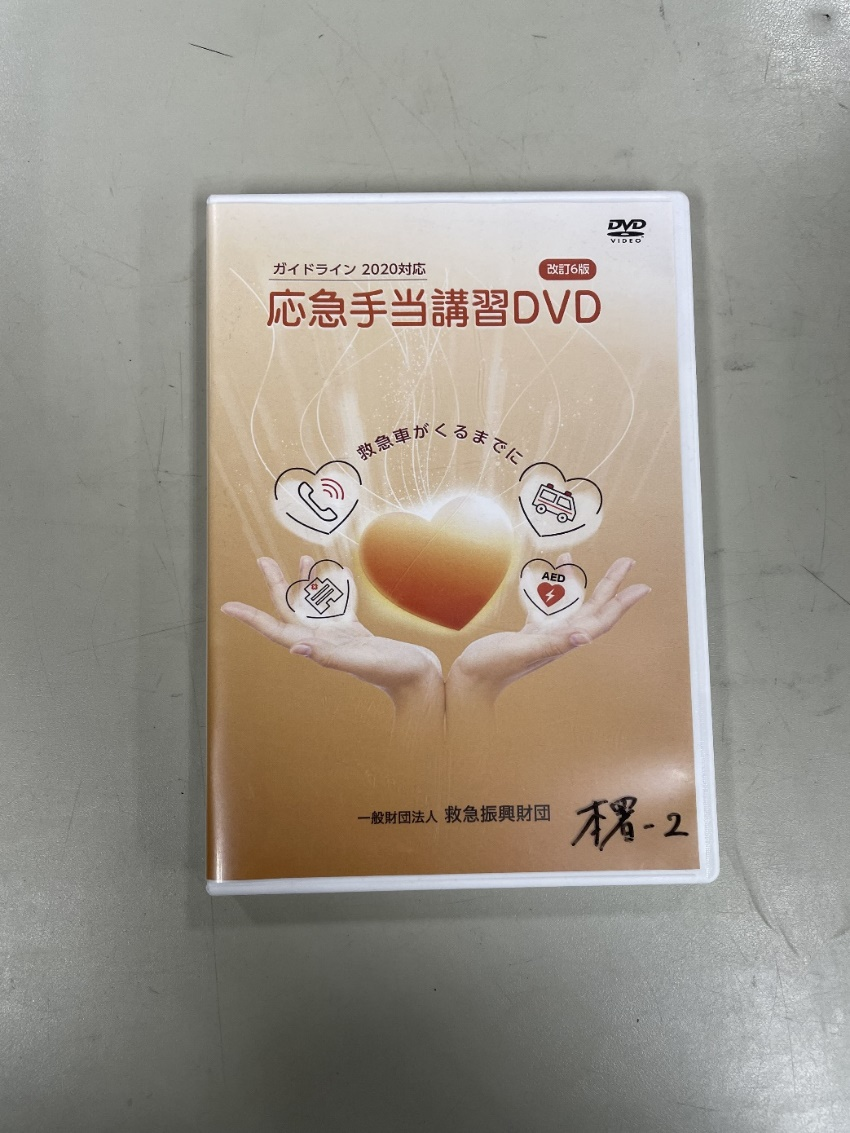 DVD
VIDEO
ガイドライン 2020対応
改訂6版
応急手当講習DVD
救急車がくるまでに
AED
一般財団法人 救急振興財団
本署-2